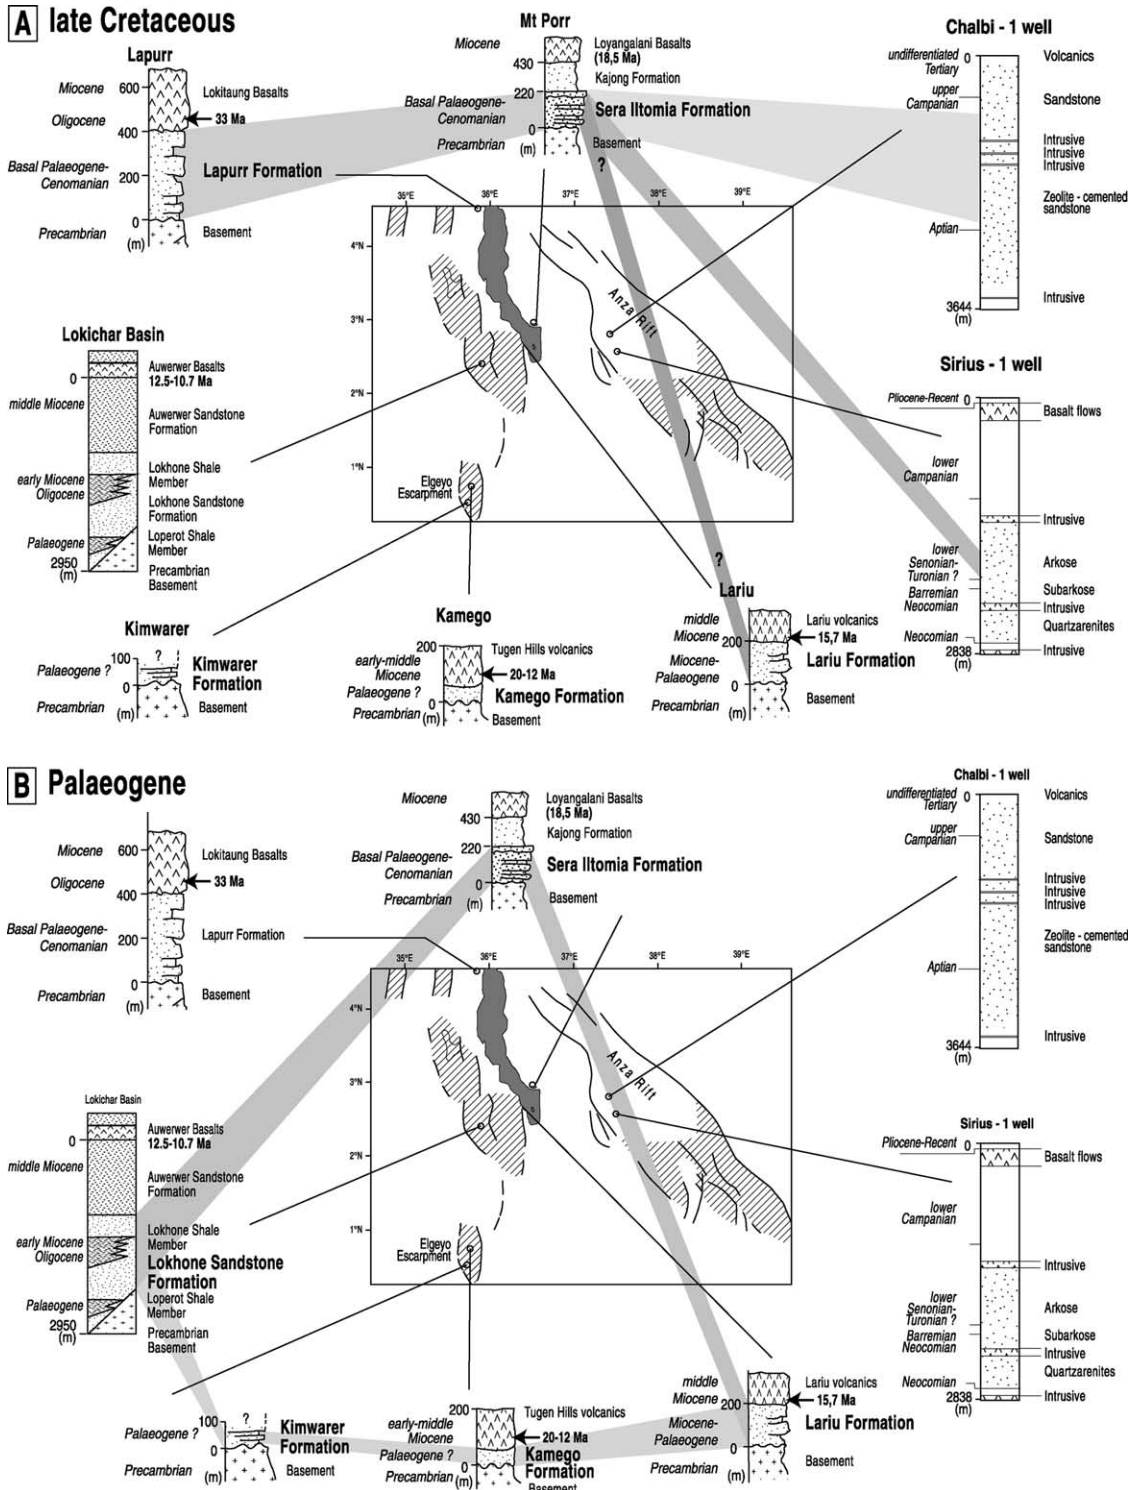 A late Cretaceous
Lapurr
Miocene
600
Lokitaung Basalts
Oligocene
33 Ma
400
Basal Palaeogene-
Cenomanian
200
Lapurr Formation
0
Precambrian
(m)
Basement
Mt Porr
Miocene
Loyangalani Basalts
(18,5 Ma)
430
Kajong Formation
220
Basal Palaeogene-
Cenomanian
Sera Iltomia Formation
0
Precambrian
(m)
Basement
?
Chalbi - 1 well
undifferentiated
Tertiary
0
Volcanics
upper
Campanian
Sandstone
Intrusive
Intrusive
Intrusive
Zeolite - cemented
sandstone
Aptian
Intrusive
3644
(m)
35°E
36°E
37°E
38°E
39°E
4°N
3°N
2°N
1°N
Anza Rift
Elgeyo
Escarpment
Lokichar Basin
Auwerwer Basalts
0
12.5-10.7 Ma
middle Miocene
Auwerwer Sandstone
Formation
Lokhone Shale
Member
early Miocene
Oligocene
Lokhone Sandstone
Formation
Palaeogene
Loperot Shale
Member
2950
(m)
Precambrian
Basement
Sirius - 1 well
Pliocene-Recent
0
Basalt flows
lower
Campanian
Intrusive
lower
Senonian-
Turonian ?
Arkose
Barremian
Subarkose
Neocomian
Intrusive
Quartzarenites
Neocomian
2838
Intrusive
(m)
Kimwarer
?
100
Palaeogene ?
Kimwarer
Formation
0
Precambrian
(m)
Basement
Kamego
200
Tugen Hills volcanics
early-middle
Miocene
20-12 Ma
Palaeogene ?
Kamego Formation
0
Precambrian
(m)
Basement
?
Lariu
middle
Miocene
Lariu volcanics
15,7 Ma
200
Miocene-
Palaeogene
Lariu Formation
0
Precambrian
(m)
Basement
B Palaeogene
Miocene
600
Lokitaung Basalts
Oligocene
33 Ma
400
Basal Palaeogene-
Cenomanian
200
Lapurr Formation
0
Precambrian
(m)
Basement
Miocene
Loyangalani Basalts
(18,5 Ma)
430
Kajong Formation
220
Basal Palaeogene-
Cenomanian
Sera Iltomia Formation
0
Precambrian
(m)
Basement
Chalbi - 1 well
undifferentiated
Tertiary
0
Volcanics
upper
Campanian
Sandstone
Intrusive
Intrusive
Intrusive
Zeolite - cemented
sandstone
Aptian
Intrusive
3644
(m)
35°E
36°E
37°E
38°E
39°E
4°N
3°N
2°N
1°N
Anza Rift
Elgeyo
Escarpment
Lokichar Basin
Auwerwer Basalts
0
12.5-10.7 Ma
middle Miocene
Auwerwer Sandstone
Formation
Lokhone Shale
Member
early Miocene
Oligocene
Lokhone Sandstone
Formation
Palaeogene
Loperot Shale
Member
2950
(m)
Precambrian
Basement
Sirius - 1 well
Pliocene-Recent
0
Basalt flows
lower
Campanian
Intrusive
lower
Senonian-
Turonian ?
Arkose
Barremian
Subarkose
Neocomian
Intrusive
Quartzarenites
Neocomian
2838
Intrusive
(m)
?
100
Palaeogene ?
Kimwarer
Formation
0
Precambrian
(m)
Basement
200
Tugen Hills volcanics
early-middle
Miocene
20-12 Ma
Palaeogene ?
Kamego
Formation
0
Precambrian
(m)
Basement
middle
Miocene
Lariu volcanics
15,7 Ma
200
Miocene-
Palaeogene
Lariu Formation
0
Precambrian
(m)
Basement